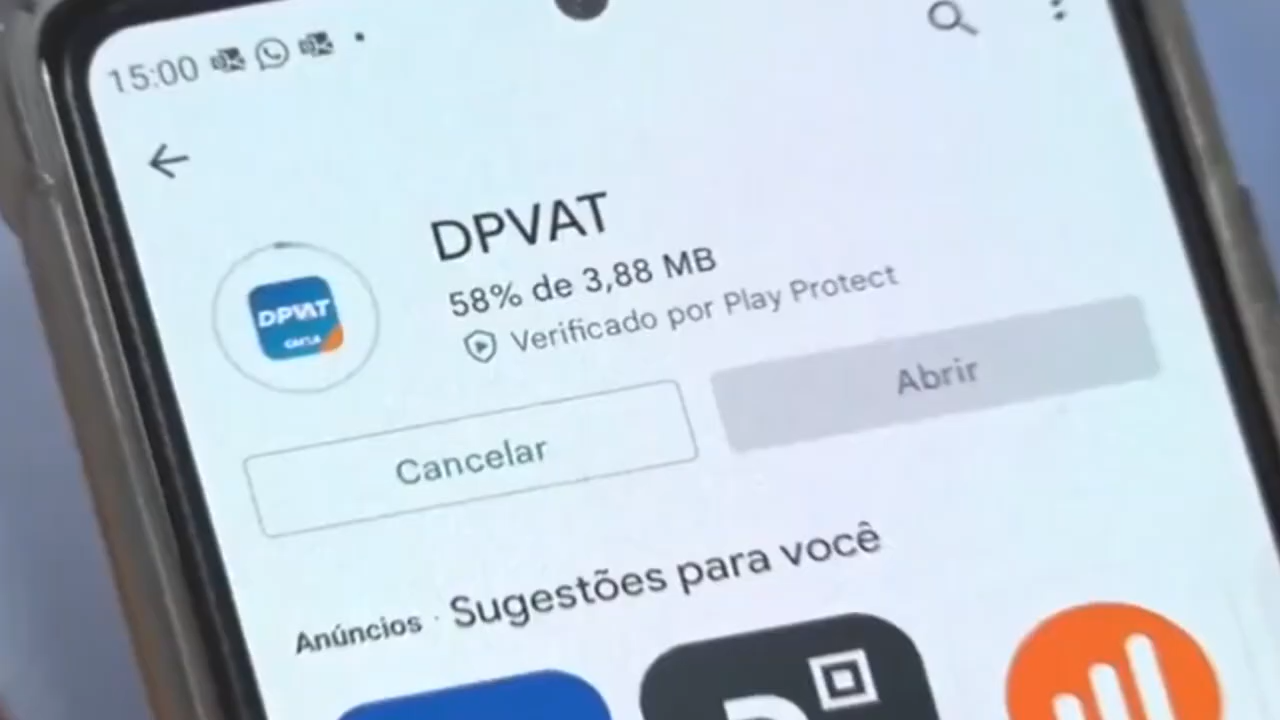 15:00
DPVAT
58% de 3,88 MB
Verificado por Play Protect
DPVAT
CAIXA
Cancelar
Abrir
Anúncios · Sugestões para você